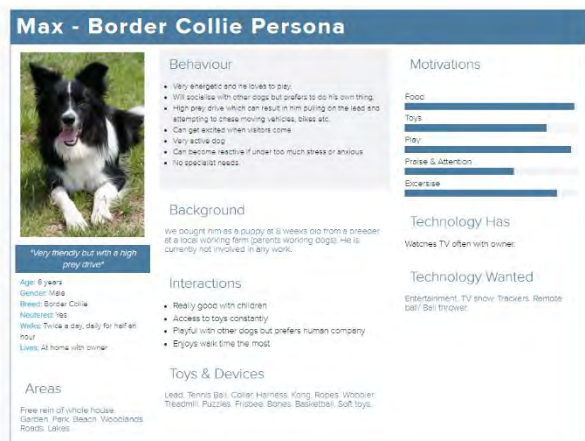 Max - Border Collie Persona
"Very friendly but with a high
prey drive"
Age: 6 years
Gender: Male
Breed: Border Collie
Neutered: Yes
Walks: Twice a day, daily for half an
hour
Lives: At home with owner
Areas
Free rein of whole house.
Garden. Park. Beach. Woodlands.
Roads. Lakes.
Behaviour
• Very energetic and he loves to play.
• Will socialise with other dogs but prefers to do his own thing.
• High prey drive which can result in him pulling on the lead and
attempting to chase moving vehicles, bikes etc.
• Can get excited when visitors come
• Very active dog
• Can become reactive if under too much stress or anxious
• No specialist needs.
Background
We bought him as a puppy at 8 weeks old from a breeder
at a local working farm (parents working dogs). He is
currently not involved in any work.
Interactions
• Really good with children
• Access to toys constantly
• Playful with other dogs but prefers human company
• Enjoys walk time the most
Toys & Devices
Lead, Tennis Ball, Collar, Harness, Kong, Ropes, Wobbler,
Treadmill, Puzzles, Frisbee, Bones, Basketball, Soft toys.
Motivations
Food
Toys
Play
Praise & Attention
Excersise
Technology Has
Watches TV often with owner.
Technology Wanted
Entertainment. TV show. Trackers. Remote
ball/ Ball thrower.